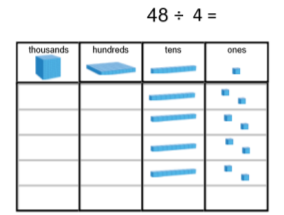 48 ÷ 4 =
thousands hundreds tens ones